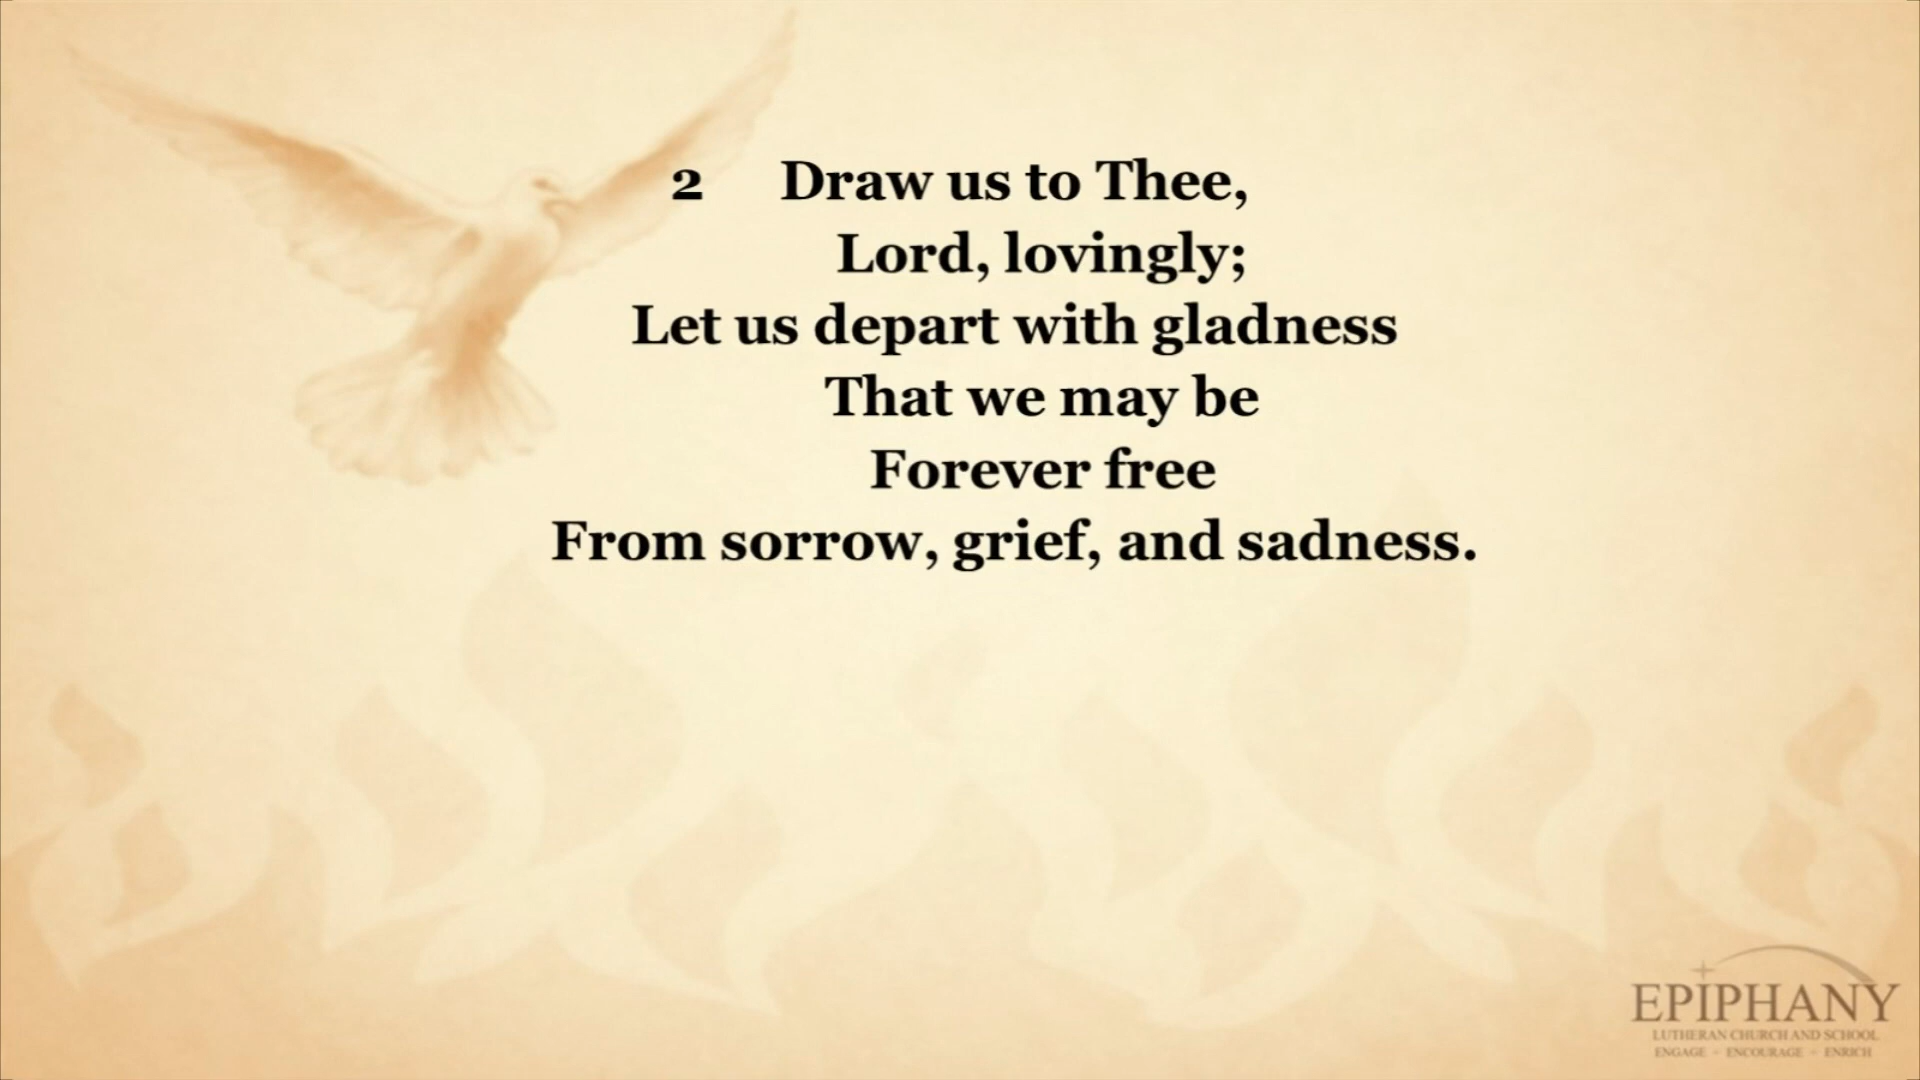 2 Draw us to Thee,
Lord, lovingly;
Let us depart with gladness
That we may be
Forever free
From sorrow, grief, and sadness.
EPIPHANY
LUTHERAN CHURCH AND SCHOOL
ENGAGE - ENCOURAGE - ENRICH